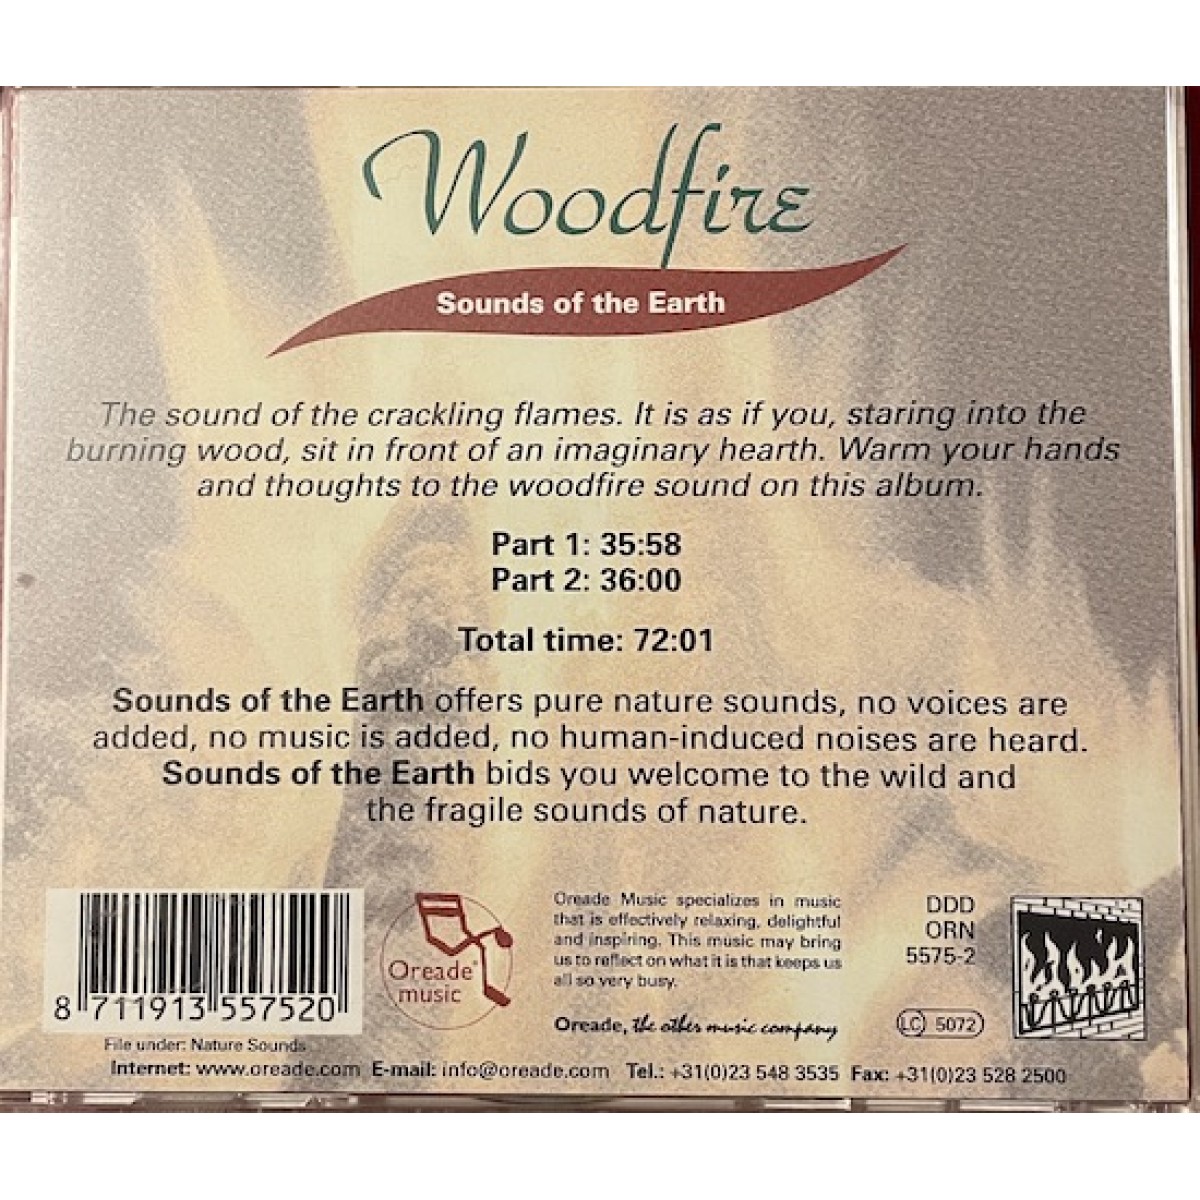 Woodfire
Sounds of the Earth
The sound of the crackling flames. It is as if you, staring into the
burning wood, sit in front of an imaginary hearth. Warm your hands
and thoughts to the woodfire sound on this album.
Part 1: 35:58
Part 2: 36:00
Total time: 72:01
Sounds of the Earth offers pure nature sounds, no voices are
added, no music is added, no human-induced noises are heard.
Sounds of the Earth bids you welcome to the wild and
the fragile sounds of nature.
8 711913 557520
File under: Nature Sounds
Oreade®
music
Oreade Music specializes in music
that is effectively relaxing, delightful
and inspiring. This music may bring
us to reflect on what it is that keeps us
all so very busy.
Oreade, the other music company
DDD
ORN
5575-2
LC 5072
Internet: www.oreade.com E-mail: info@oreade.com Tel.: +31(0)23 548 3535 Fax: +31(0)23 528 2500